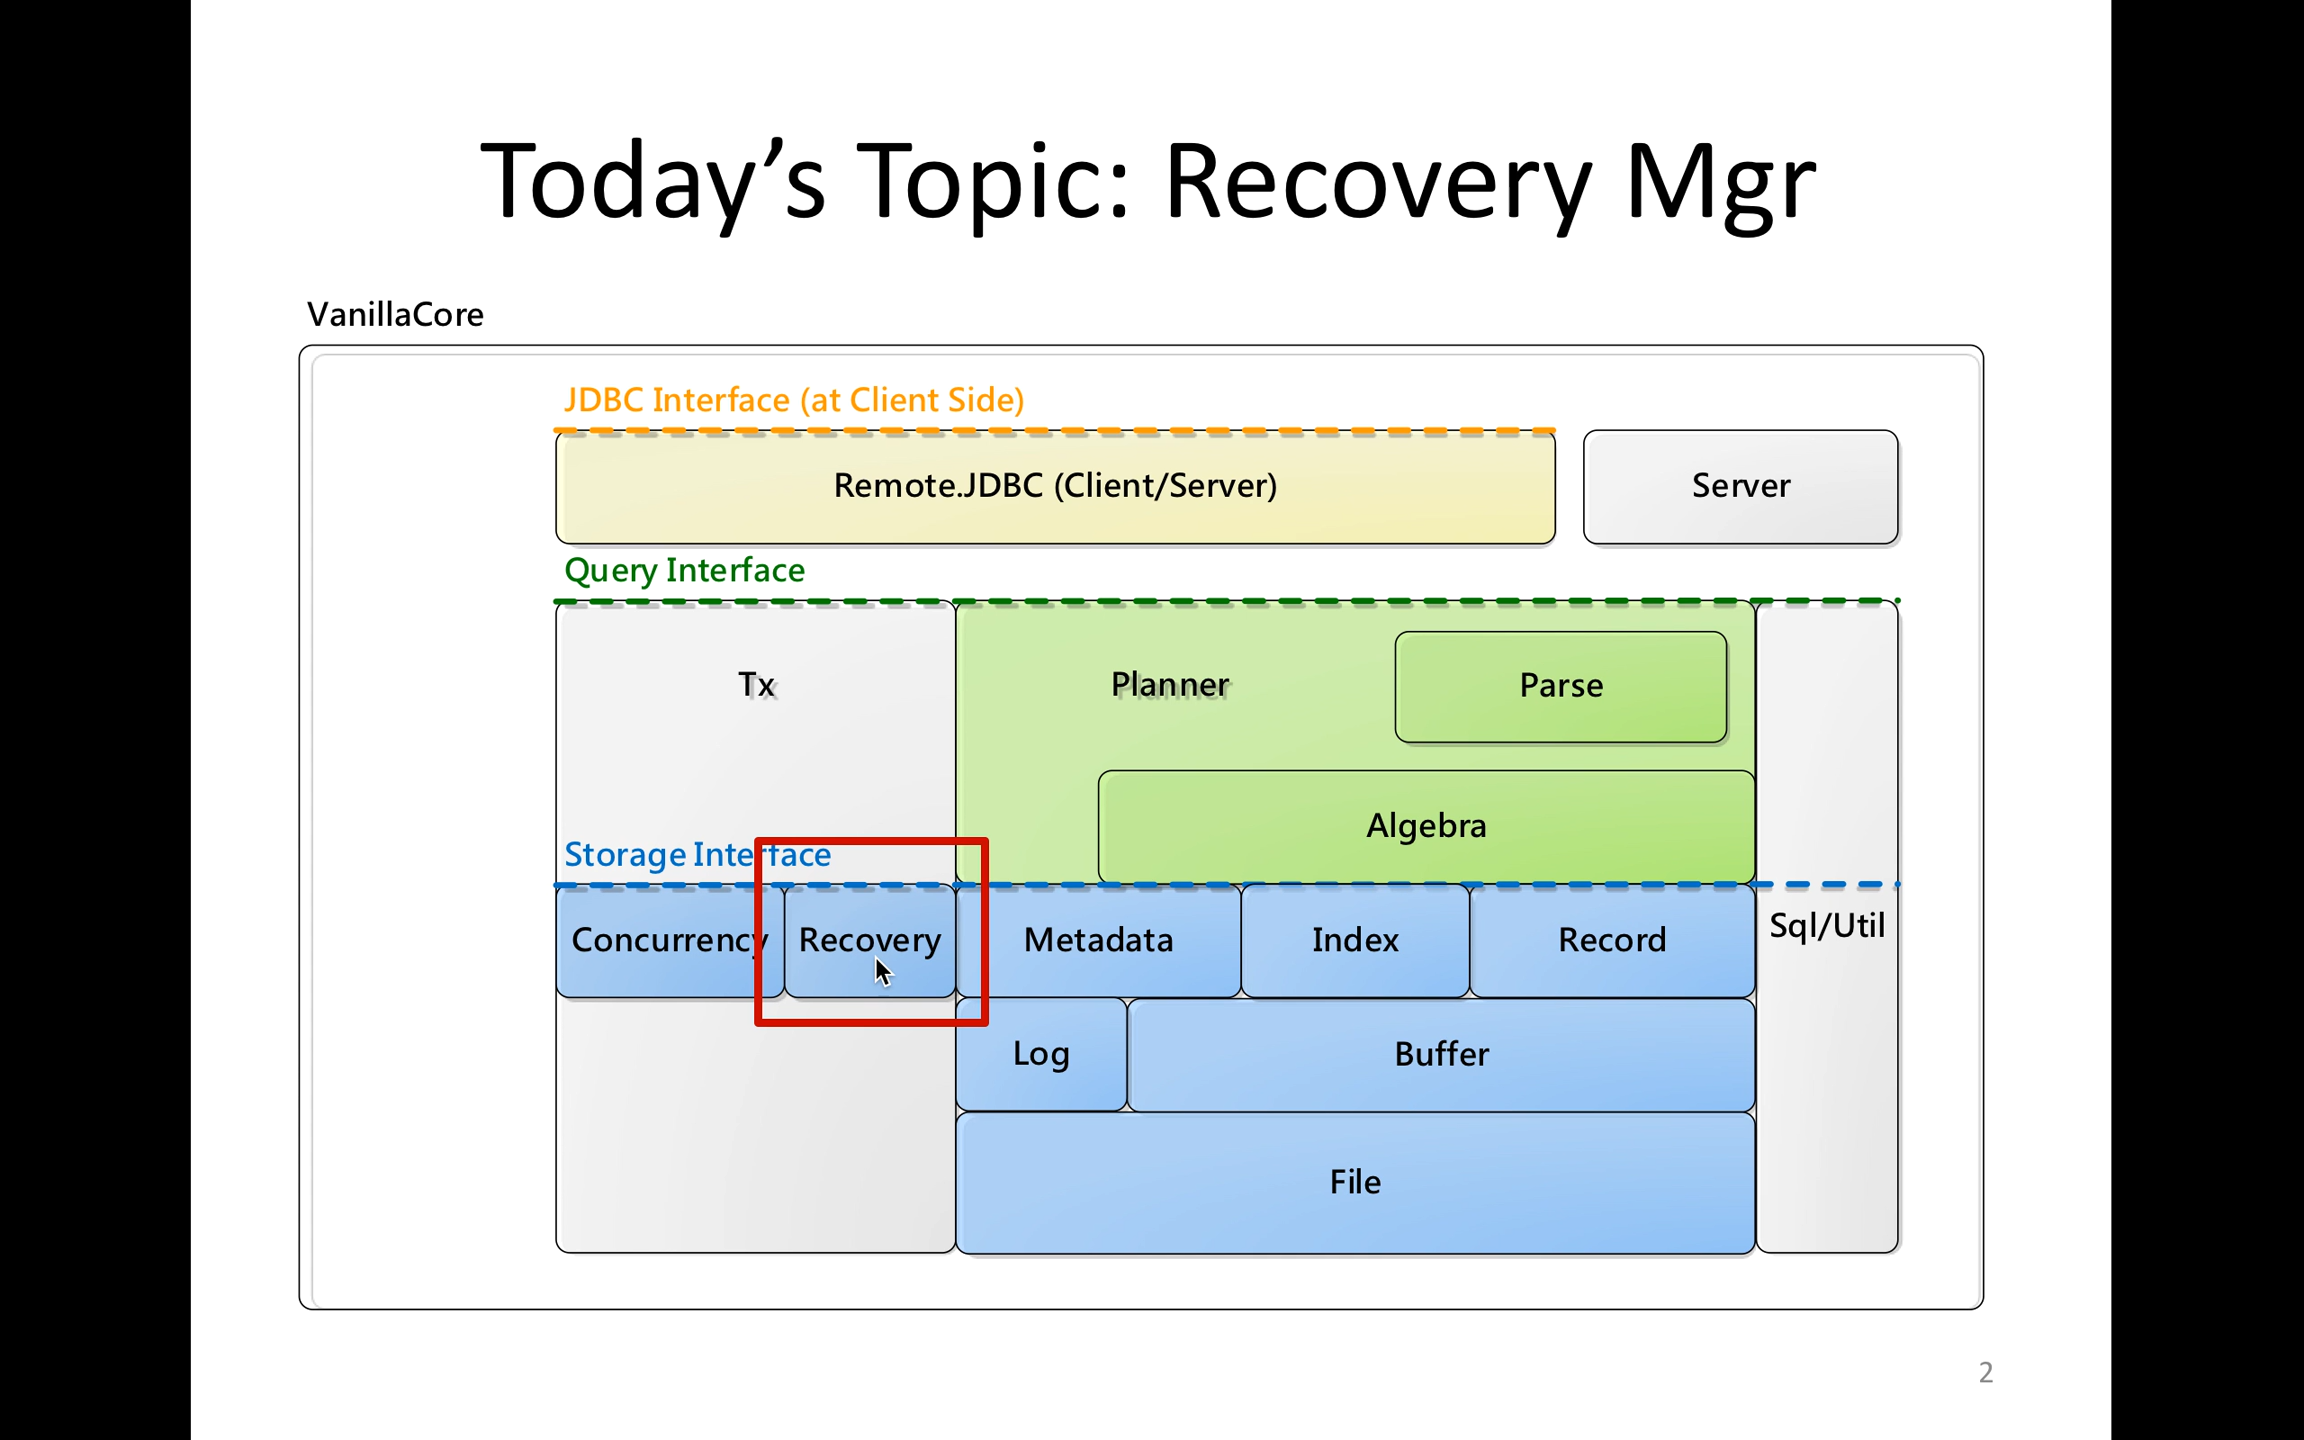 Today’s Topic: Recovery Mgr
VanillaCore
JDBC Interface (at Client Side)
Remote.JDBC (Client/Server)
Server
Query Interface
Tx
Planner
Parse
Algebra
Storage Interface
Concurrency
Recovery
Metadata
Index
Record
Sql/Util
Log
Buffer
File
2